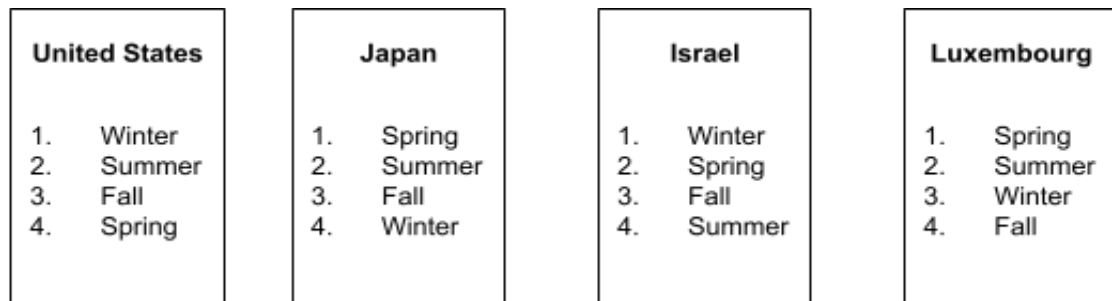 United States
1. Winter
2. Summer
3. Fall
4. Spring
Japan
1. Spring
2. Summer
3. Fall
4. Winter
Israel
1. Winter
2. Spring
3. Fall
4. Summer
Luxembourg
1. Spring
2. Summer
3. Winter
4. Fall